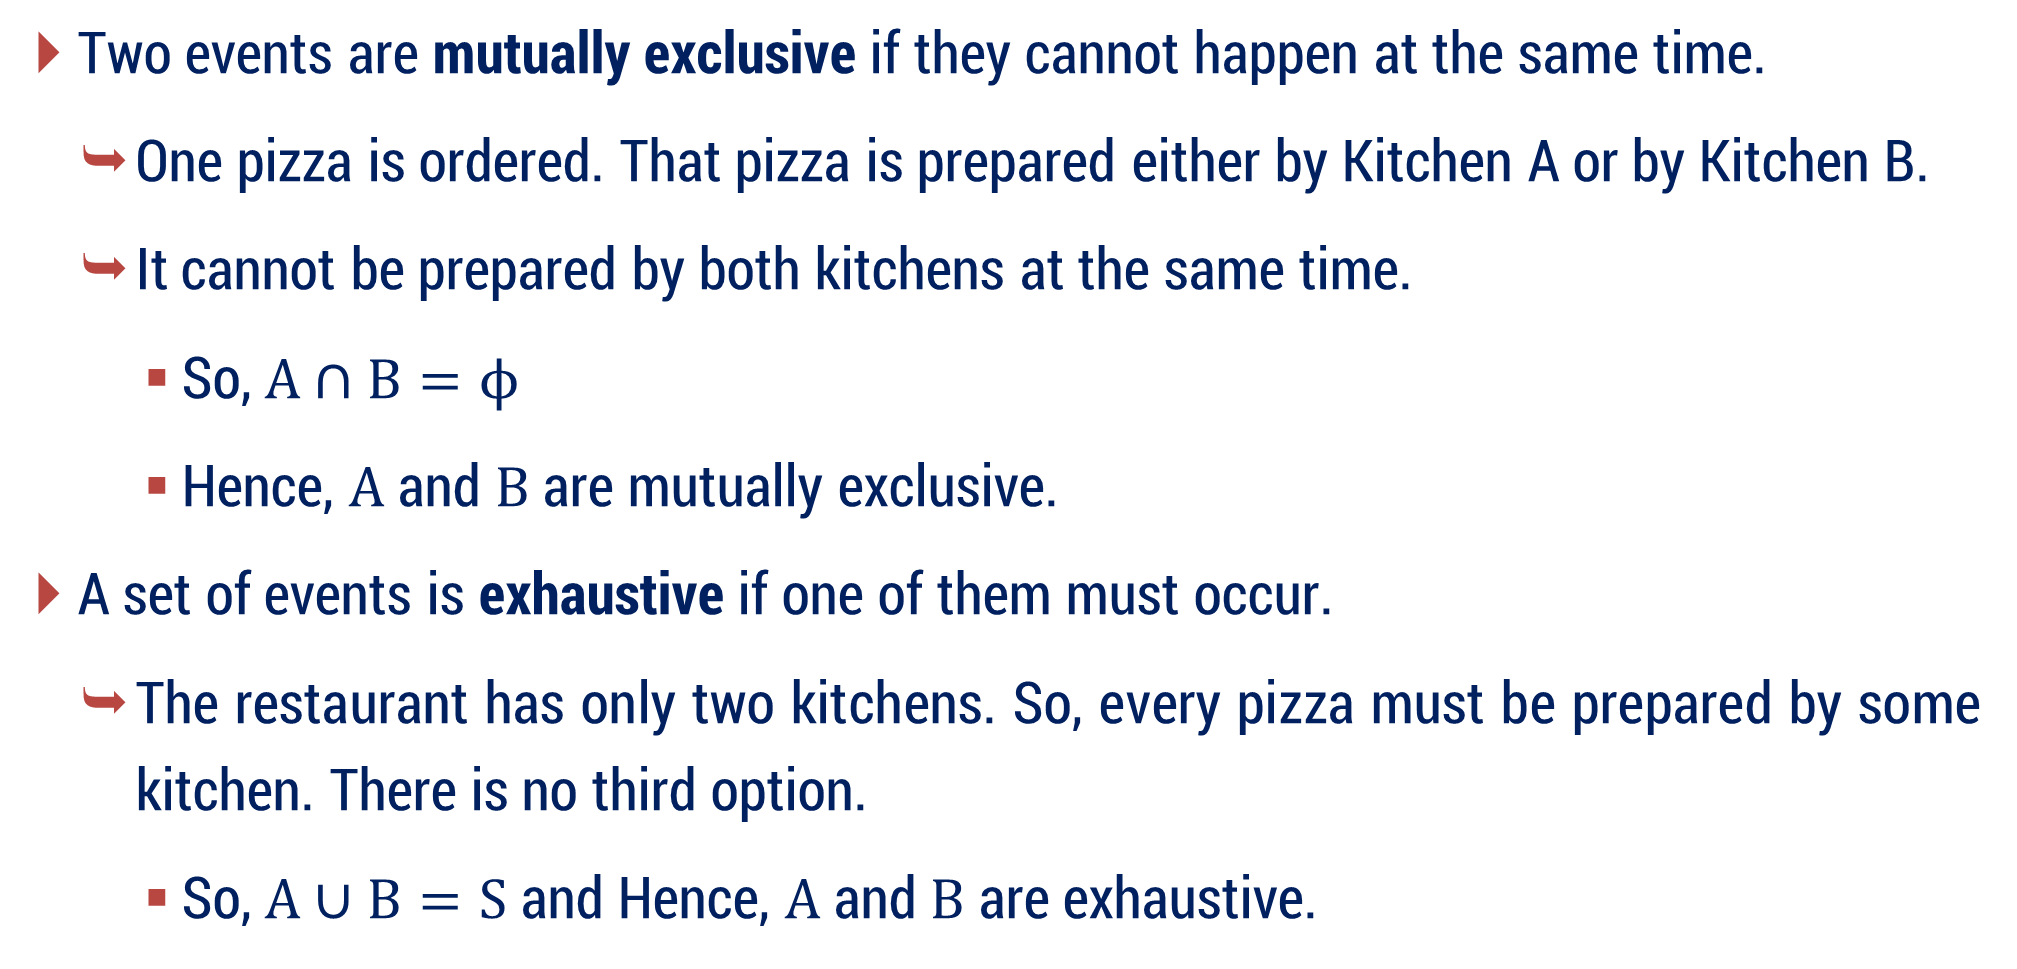 Two events are mutually exclusive if they cannot happen at the same time.
One pizza is ordered. That pizza is prepared either by Kitchen A or by Kitchen B.
It cannot be prepared by both kitchens at the same time.
So, A ∩ B = ϕ
Hence, A and B are mutually exclusive.
A set of events is exhaustive if one of them must occur.
The restaurant has only two kitchens. So, every pizza must be prepared by some
kitchen. There is no third option.
So, A ∪ B = S and Hence, A and B are exhaustive.